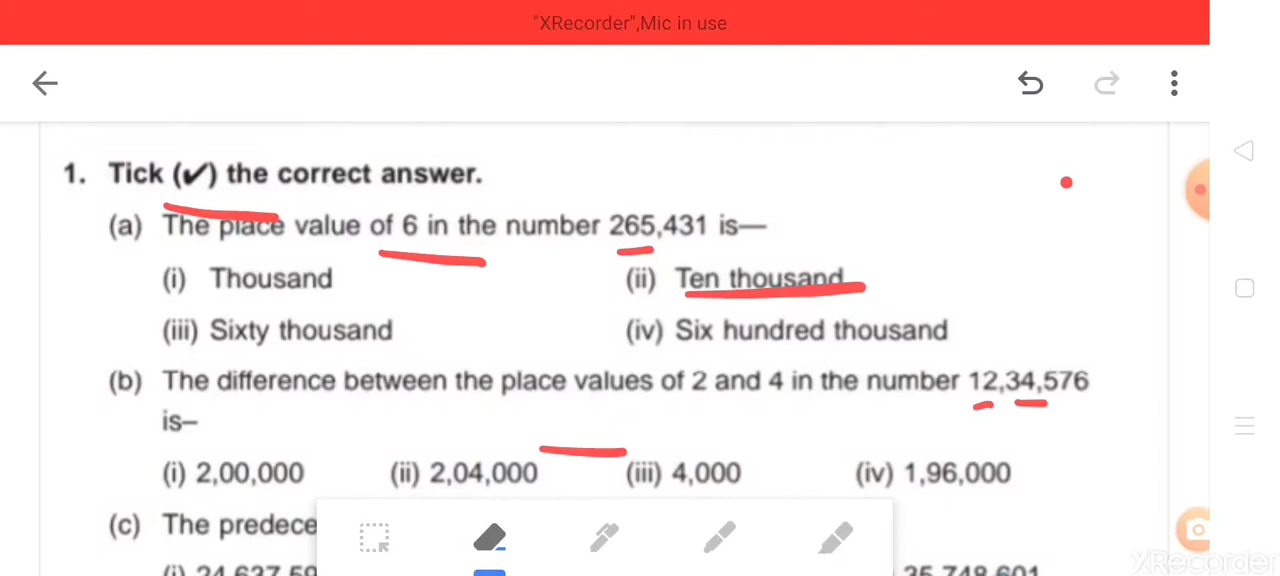 "XRecorder",Mic in use
1. Tick (✔) the correct answer.
(a) The place value of 6 in the number 265,431 is—
(i) Thousand (ii) Ten thousand
(iii) Sixty thousand (iv) Six hundred thousand
(b) The difference between the place values of 2 and 4 in the number 12,34,576
is–
(i) 2,00,000 (ii) 2,04,000 (iii) 4,000 (iv) 1,96,000
(c) The predece
XRecorder